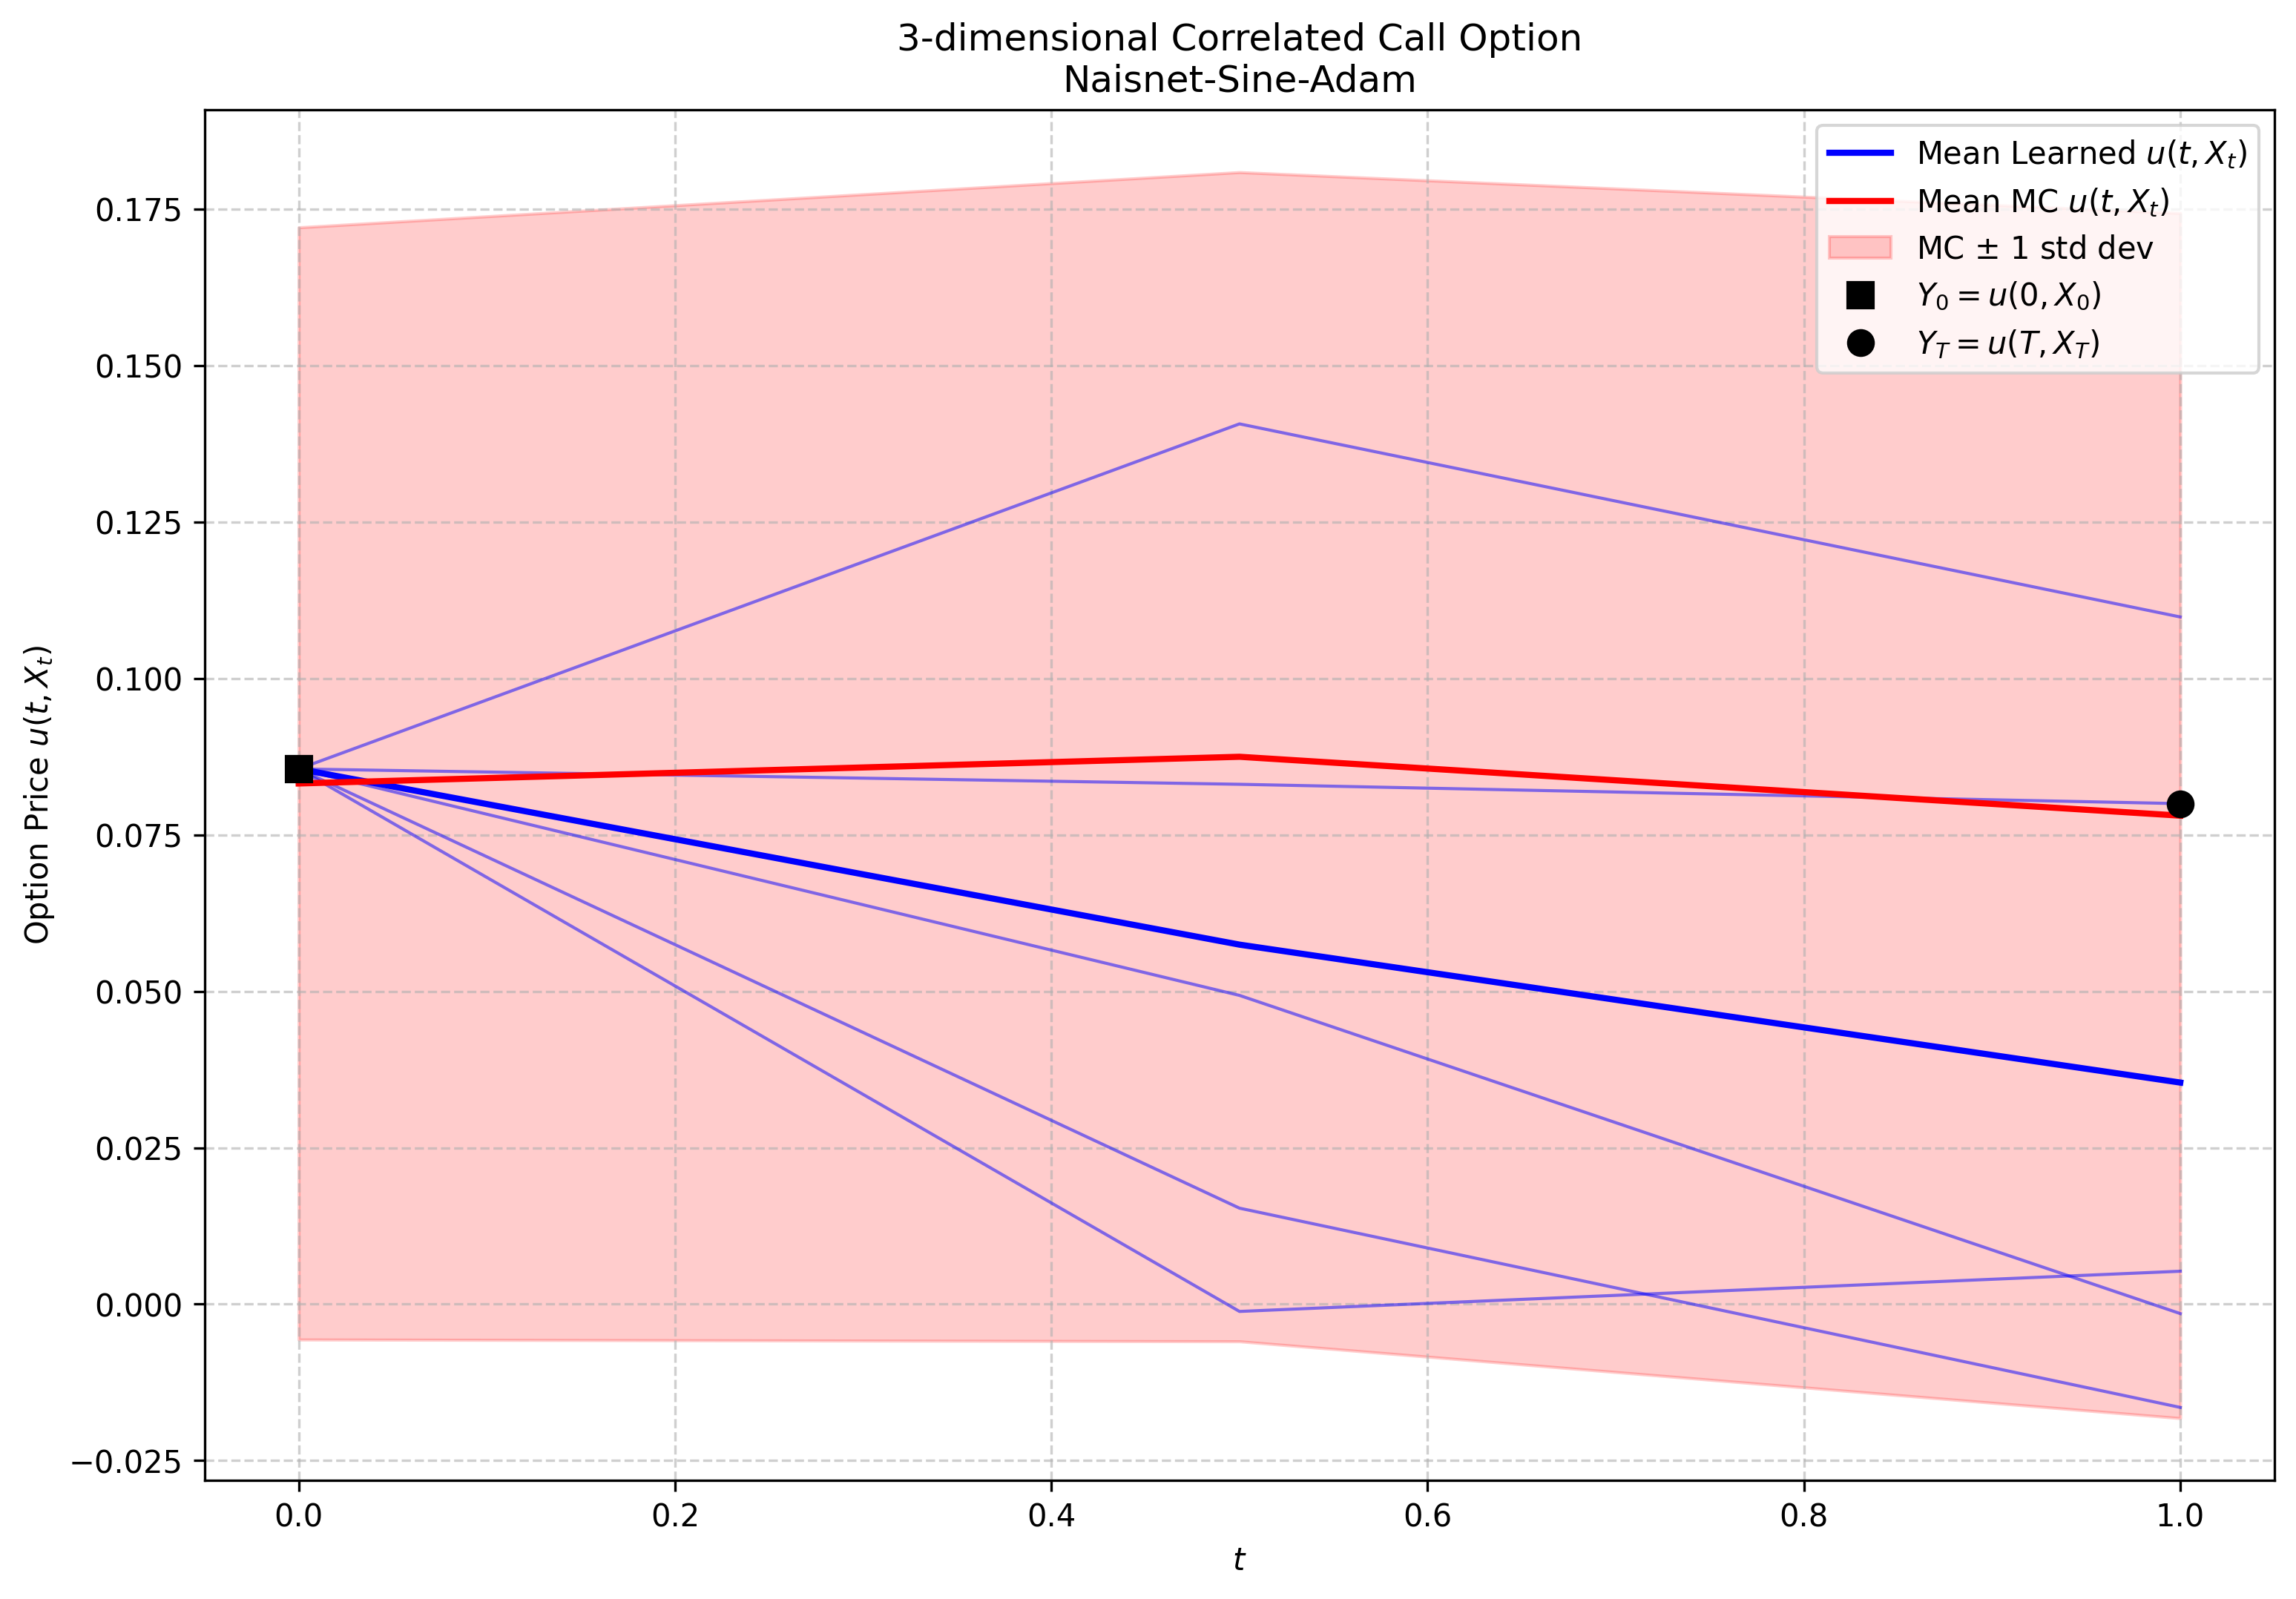 3-dimensional Correlated Call Option
Naisnet-Sine-Adam
Mean Learned u(t, X_t)
Mean MC u(t, X_t)
MC ± 1 std dev
Y_0 = u(0, X_0)
Y_T = u(T, X_T)
Option Price u(t, X_t)
0.175
0.150
0.125
0.100
0.075
0.050
0.025
0.000
−0.025
0.0 0.2 0.4 0.6 0.8 1.0
t